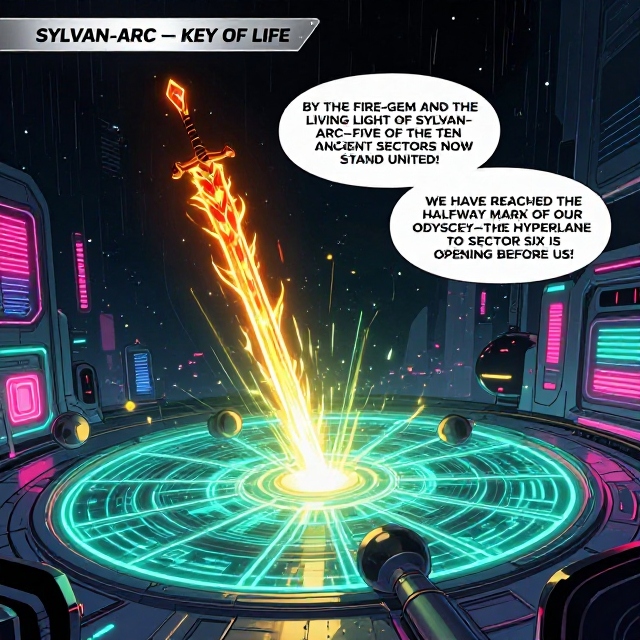 SYLVAN-ARC — KEY OF LIFE
BY THE FIRE-GEM AND THE
LIVING LIGHT OF SYLVAN-
ARC—FIVE OF THE TEN
ANCIENT SECTORS NOW
STAND UNITED!
WE HAVE REACHED THE
HALFWAY MARK OF OUR
ODYSCEY—THE HYPERLANE
TO SECTOR SIX IS
OPENING BEFORE US!